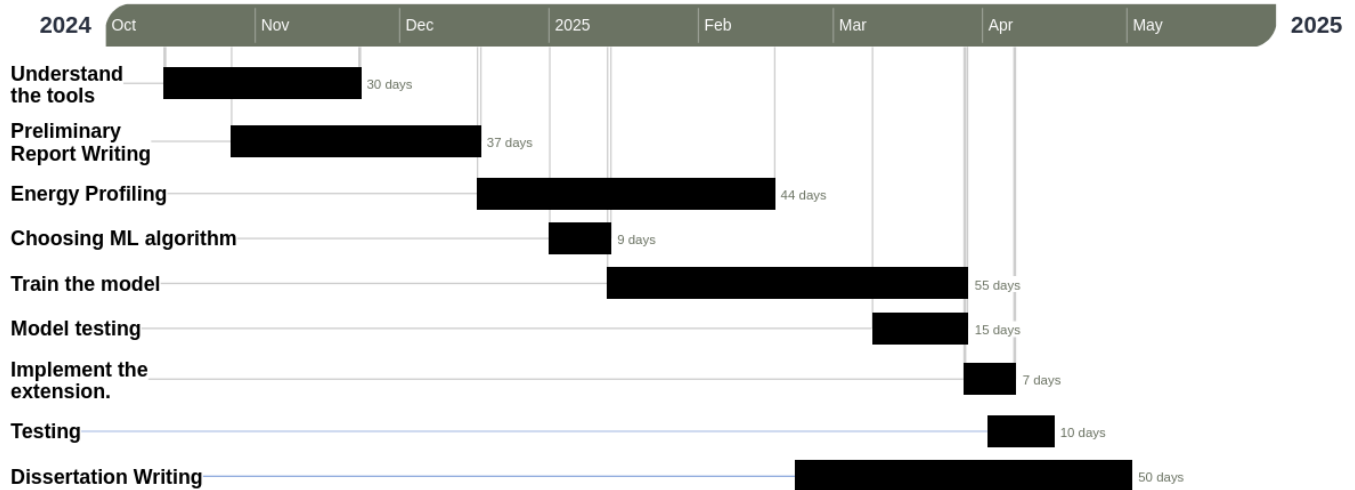 2024 Oct Nov Dec 2025 Feb Mar Apr May 2025
Understand
the tools
30 days
Preliminary
Report Writing
37 days
Energy Profiling 44 days
Choosing ML algorithm 9 days
Train the model 55 days
Model testing 15 days
Implement the
extension.
7 days
Testing 10 days
Dissertation Writing 50 days